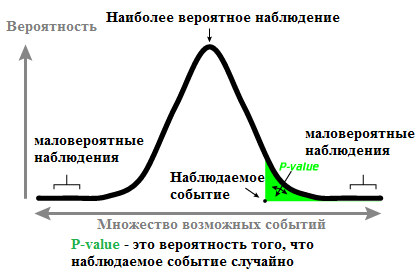 Наиболее вероятное наблюдение
Вероятность
маловероятные
наблюдения
маловероятные
наблюдения
P-value
Наблюдаемое
событие
Множество возможных событий
P-value - это вероятность того, что
наблюдаемое событие случайно